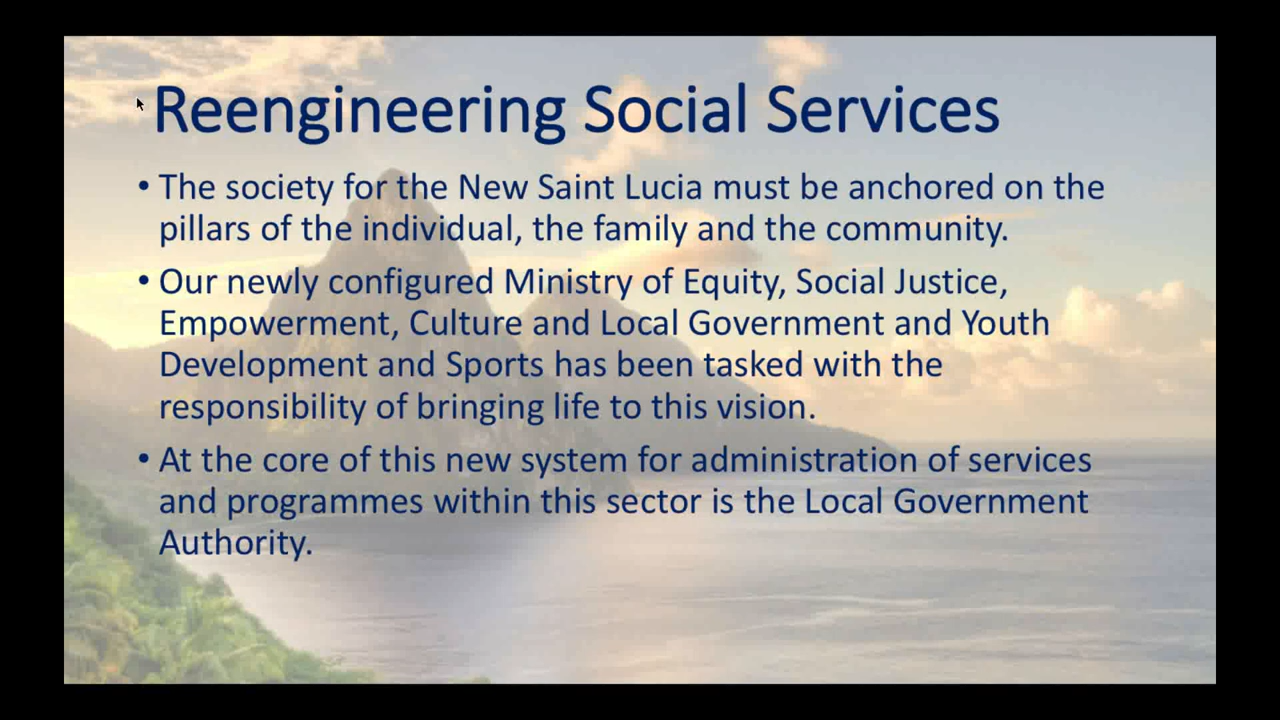 Reengineering Social Services
• The society for the New Saint Lucia must be anchored on the
pillars of the individual, the family and the community.
• Our newly configured Ministry of Equity, Social Justice,
Empowerment, Culture and Local Government and Youth
Development and Sports has been tasked with the
responsibility of bringing life to this vision.
• At the core of this new system for administration of services
and programmes within this sector is the Local Government
Authority.